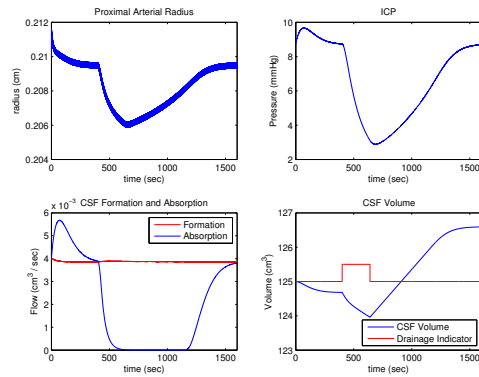 Proximal Arterial Radius
0.212
0.21
0.208
0.206
0.204
0
500
1000
1500
radius (cm)
time (sec)
ICP
10
8
6
4
2
0
500
1000
1500
Pressure (mmHg)
time (sec)
CSF Formation and Absorption
x 10⁻³
6
5
4
3
2
1
0
0
500
1000
1500
Flow (cm³ / sec)
time (sec)
Formation
Absorption
CSF Volume
127
126
125
124
123
0
500
1000
1500
Volume (cm³)
time (sec)
CSF Volume
Drainage Indicator